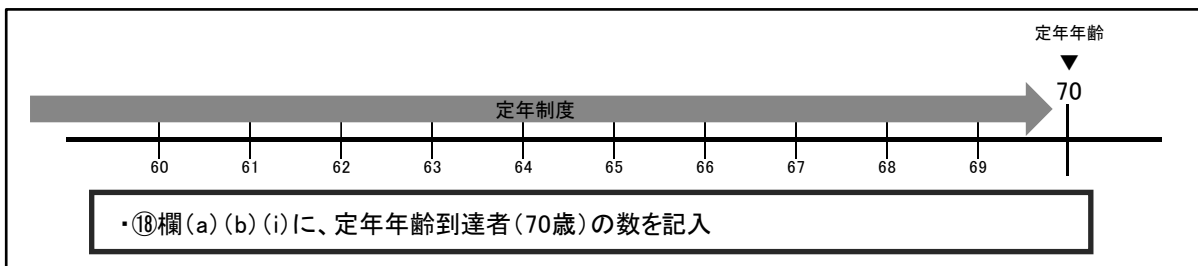 定年年齢
▼
70
定年制度
60 61 62 63 64 65 66 67 68 69
・⑱欄(a)(b)(i)に、定年年齢到達者(70歳)の数を記入